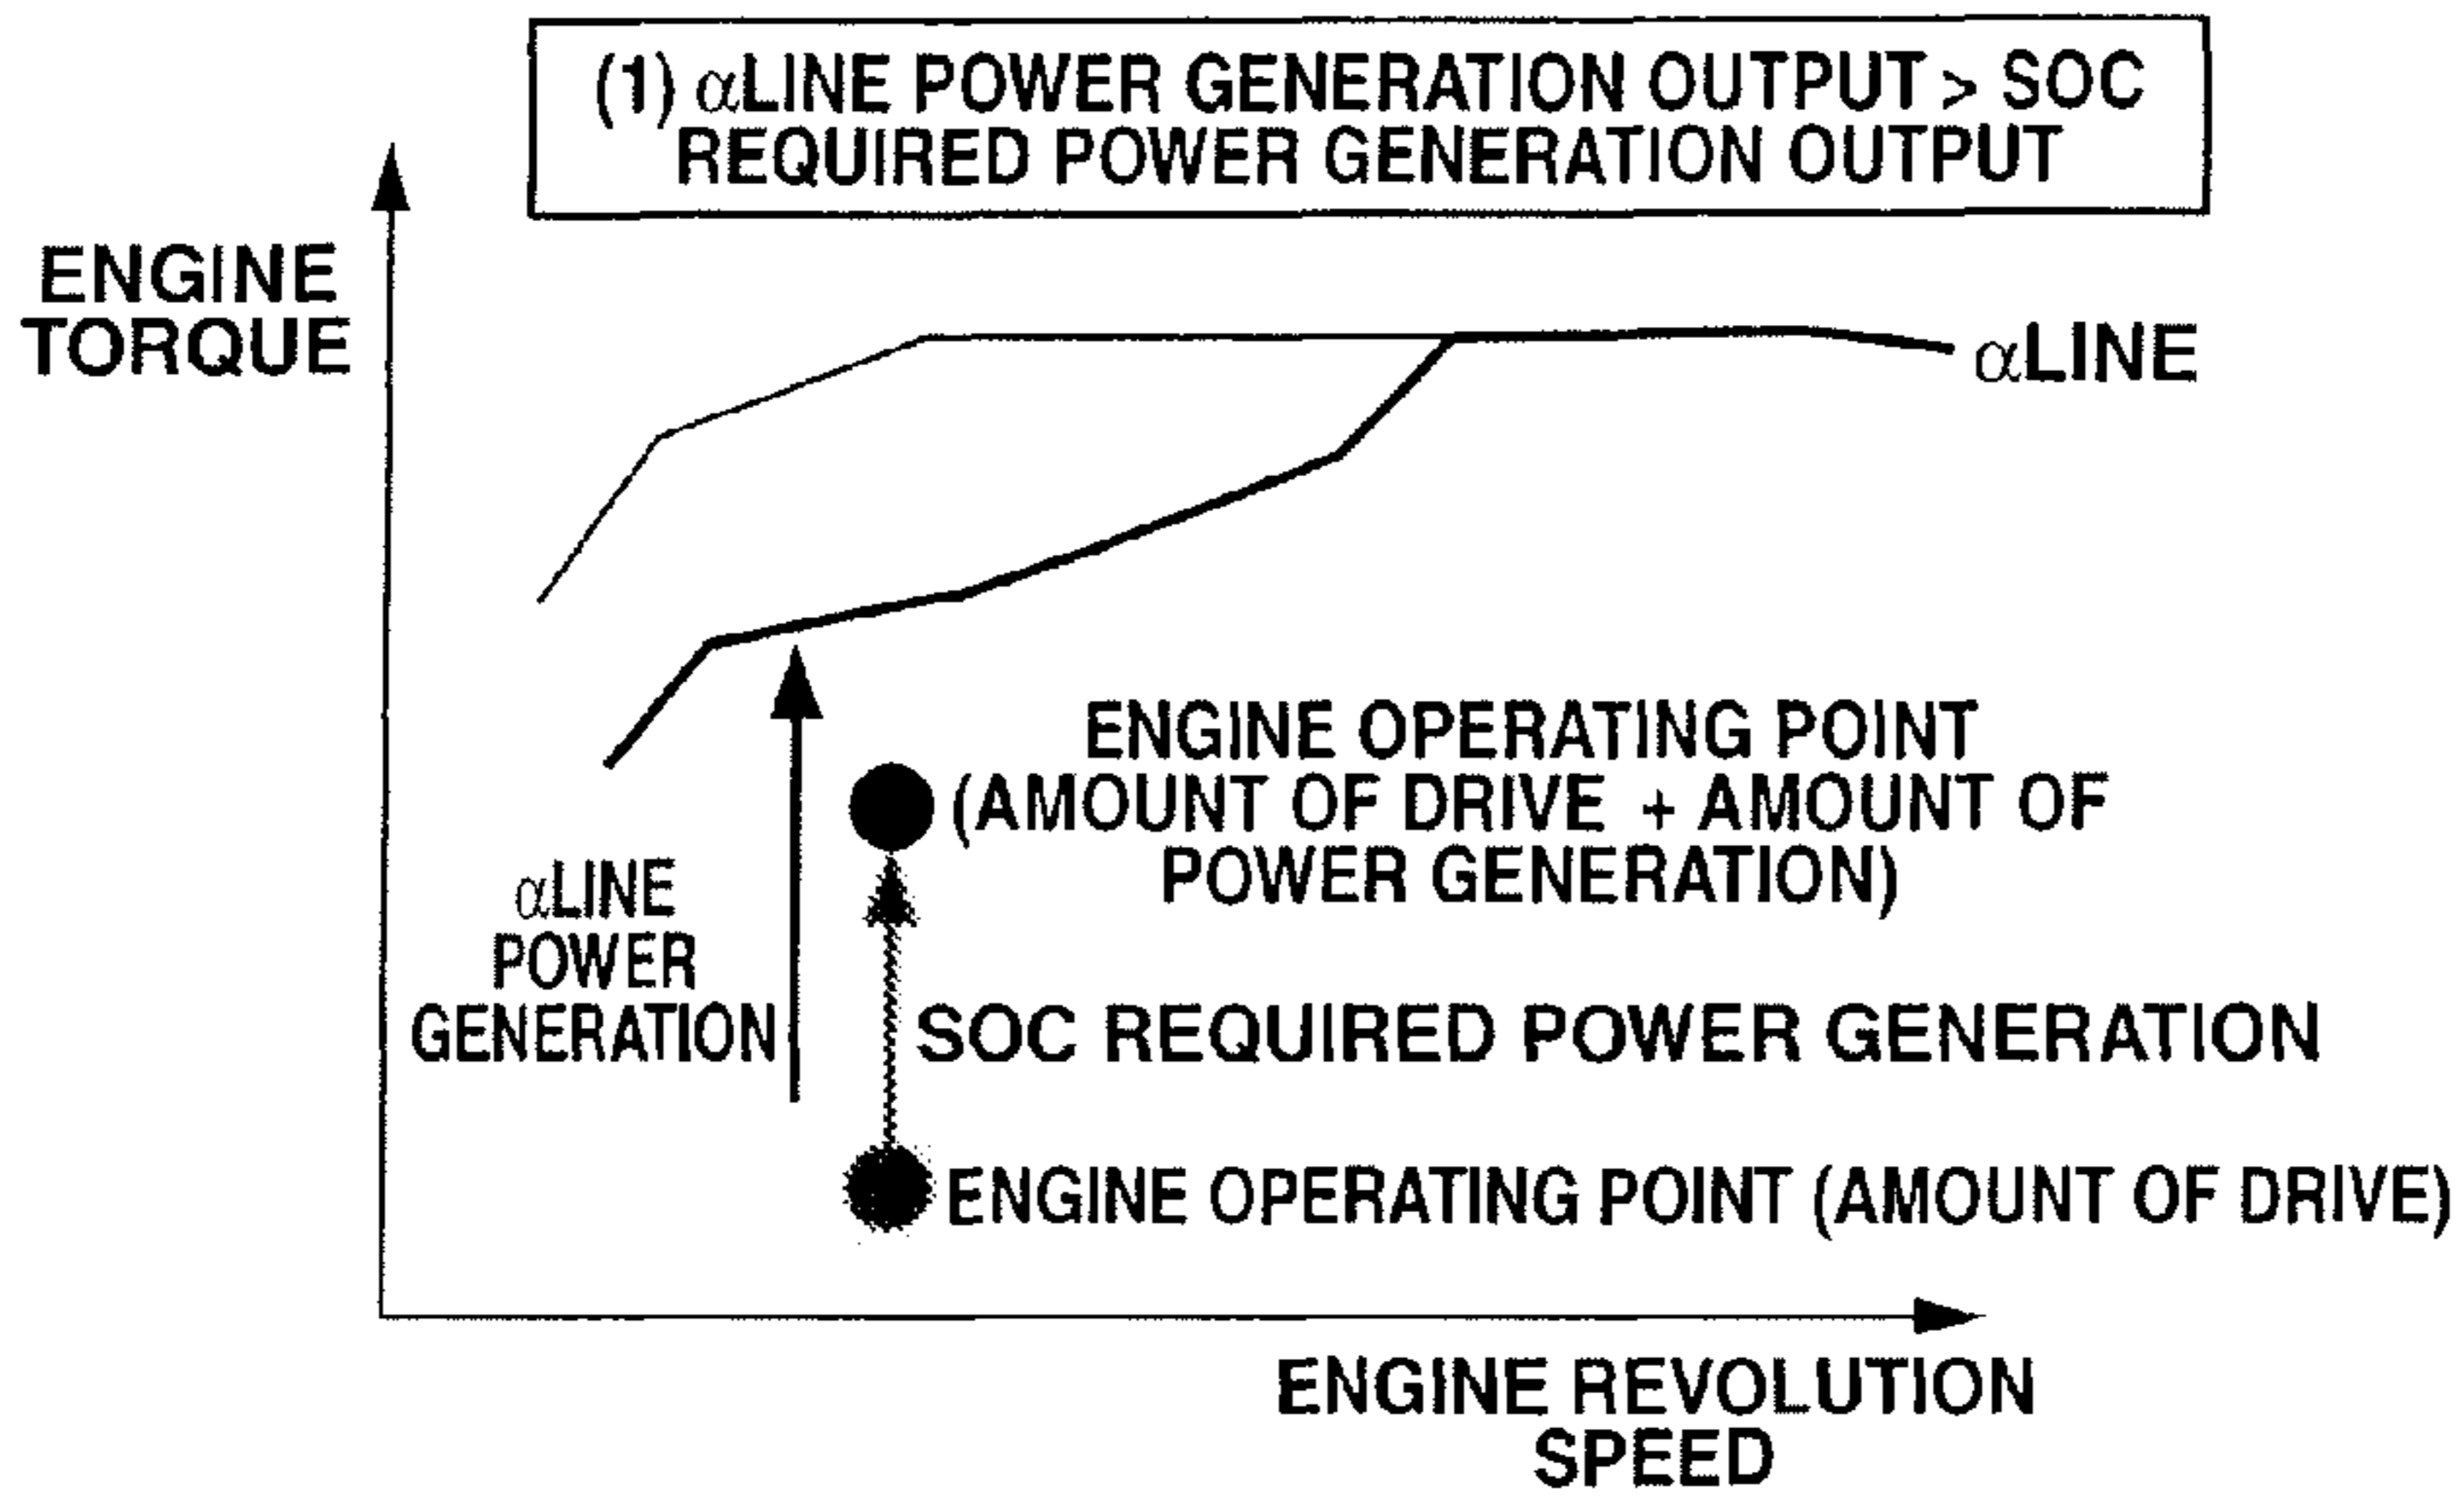 (1) αLINE POWER GENERATION OUTPUT > SOC
REQUIRED POWER GENERATION OUTPUT
ENGINE
TORQUE
αLINE
ENGINE OPERATING POINT
(AMOUNT OF DRIVE + AMOUNT OF
POWER GENERATION)
αLINE
POWER
GENERATION
SOC REQUIRED POWER GENERATION
ENGINE OPERATING POINT (AMOUNT OF DRIVE)
ENGINE REVOLUTION
SPEED